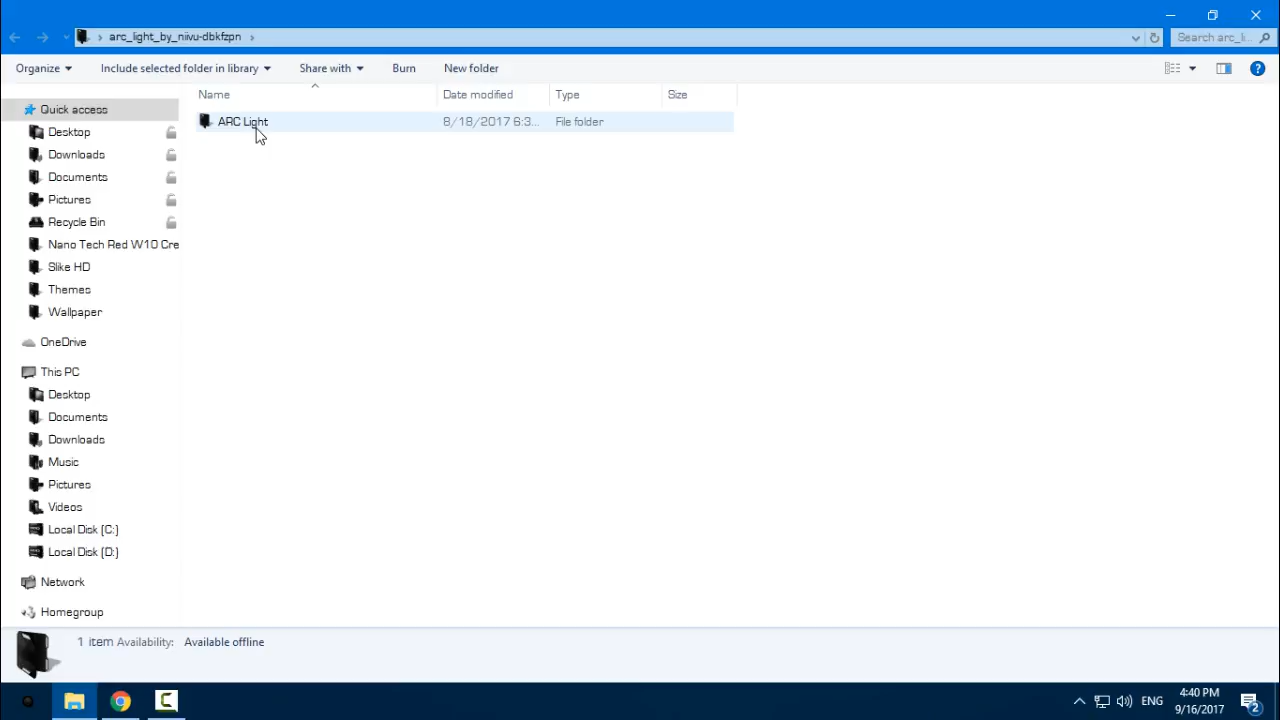 arc_light_by_niivu-dbkfzpn
Search arc_li...
Organize
Include selected folder in library
Share with
Burn
New folder
Name
Date modified
Type
Size
ARC Light
8/18/2017 6:3...
File folder
Quick access
Desktop
Downloads
Documents
Pictures
Recycle Bin
Nano Tech Red W10 Cre
Slike HD
Themes
Wallpaper
OneDrive
This PC
Desktop
Documents
Downloads
Music
Pictures
Videos
Local Disk [C:]
Local Disk [D:]
Network
Homegroup
1 item Availability: Available offline
ENG
4:40 PM
9/16/2017
2